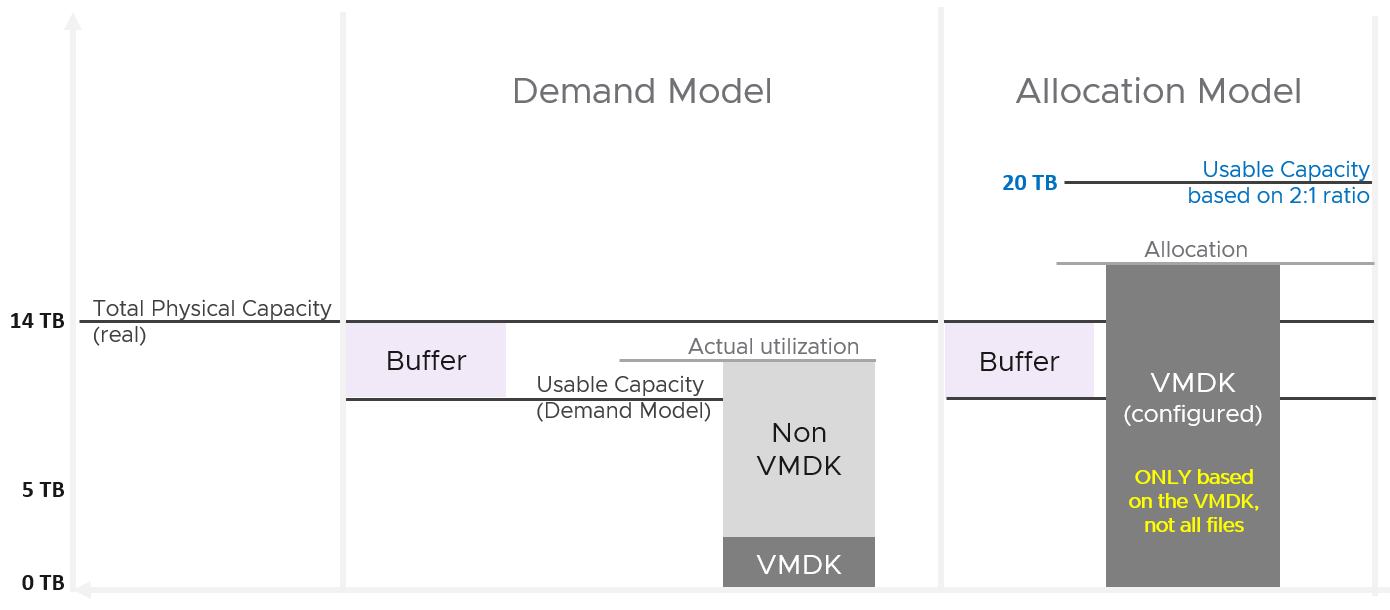 Demand Model
Allocation Model
Usable Capacity
20 TB
based on 2:1 ratio
Allocation
Total Physical Capacity
14 TB
(real)
Buffer
Actual utilization
Usable Capacity
(Demand Model)
Non
VMDK
VMDK
Buffer
VMDK
(configured)
ONLY based
on the VMDK,
not all files
5 TB
0 TB